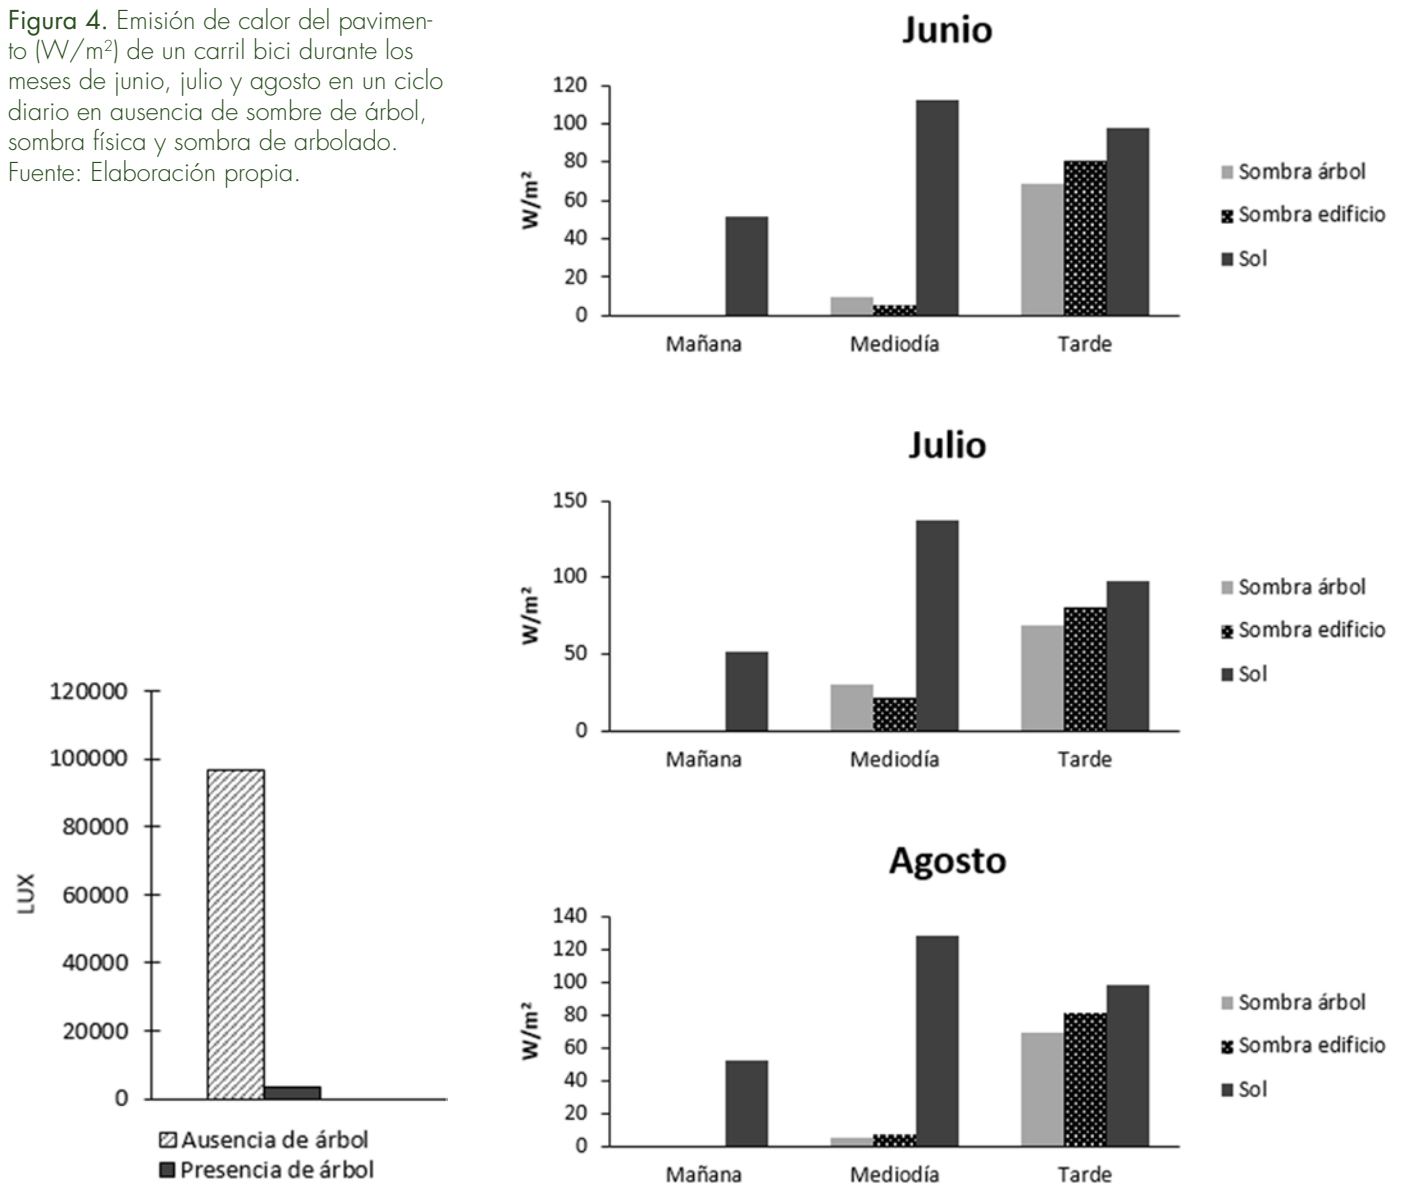 Figura 4. Emisión de calor del pavimen-
to (W/m²) de un carril bici durante los
meses de junio, julio y agosto en un ciclo
diario en ausencia de sombre de árbol,
sombra física y sombra de arbolado.
Fuente: Elaboración propia.
Junio
120
100
80
60
40
20
0
W/m²
Mañana
Mediodía
Tarde
Sombra árbol
Sombra edificio
Sol
Julio
150
100
50
0
W/m²
Mañana
Mediodía
Tarde
Sombra árbol
Sombra edificio
Sol
120000
100000
80000
60000
40000
20000
0
LUX
Ausencia de árbol
Presencia de árbol
Agosto
140
120
100
80
60
40
20
0
W/m²
Mañana
Mediodía
Tarde
Sombra árbol
Sombra edificio
Sol